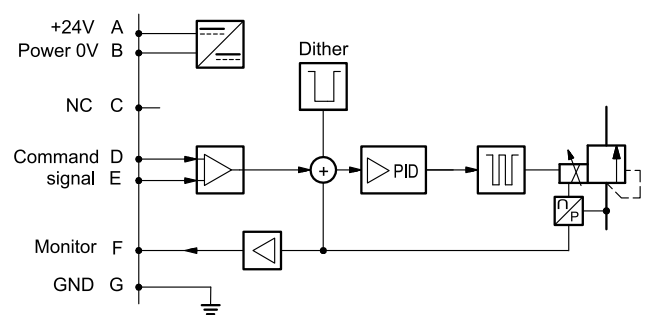 +24V A
Power 0V B
Dither
NC C
Command D
signal E
+
PID
P
Monitor F
GND G